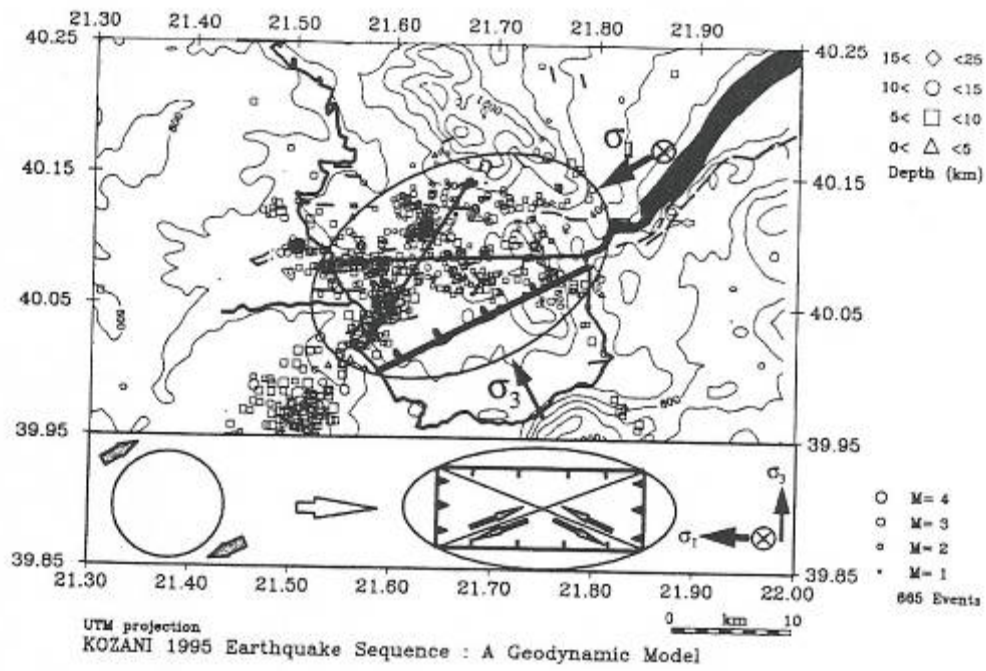 21.30 21.40 21.50 21.60 21.70 21.80 21.90
40.25 40.25
15< ◇ <25
10< ○ <15
5< □ <10
0< △ <5
Depth (km)
40.15 40.15
σ1
800
1000
600
40.05 40.05
σ3
800
39.95 39.95
σ3
σ1
○ M= 4
○ M= 3
▫ M= 2
· M= 1
665 Events
39.85 39.85
21.30 21.40 21.50 21.60 21.70 21.80 21.90 22.00
0 km 10
UTM projection
KOZANI 1995 Earthquake Sequence : A Geodynamic Model